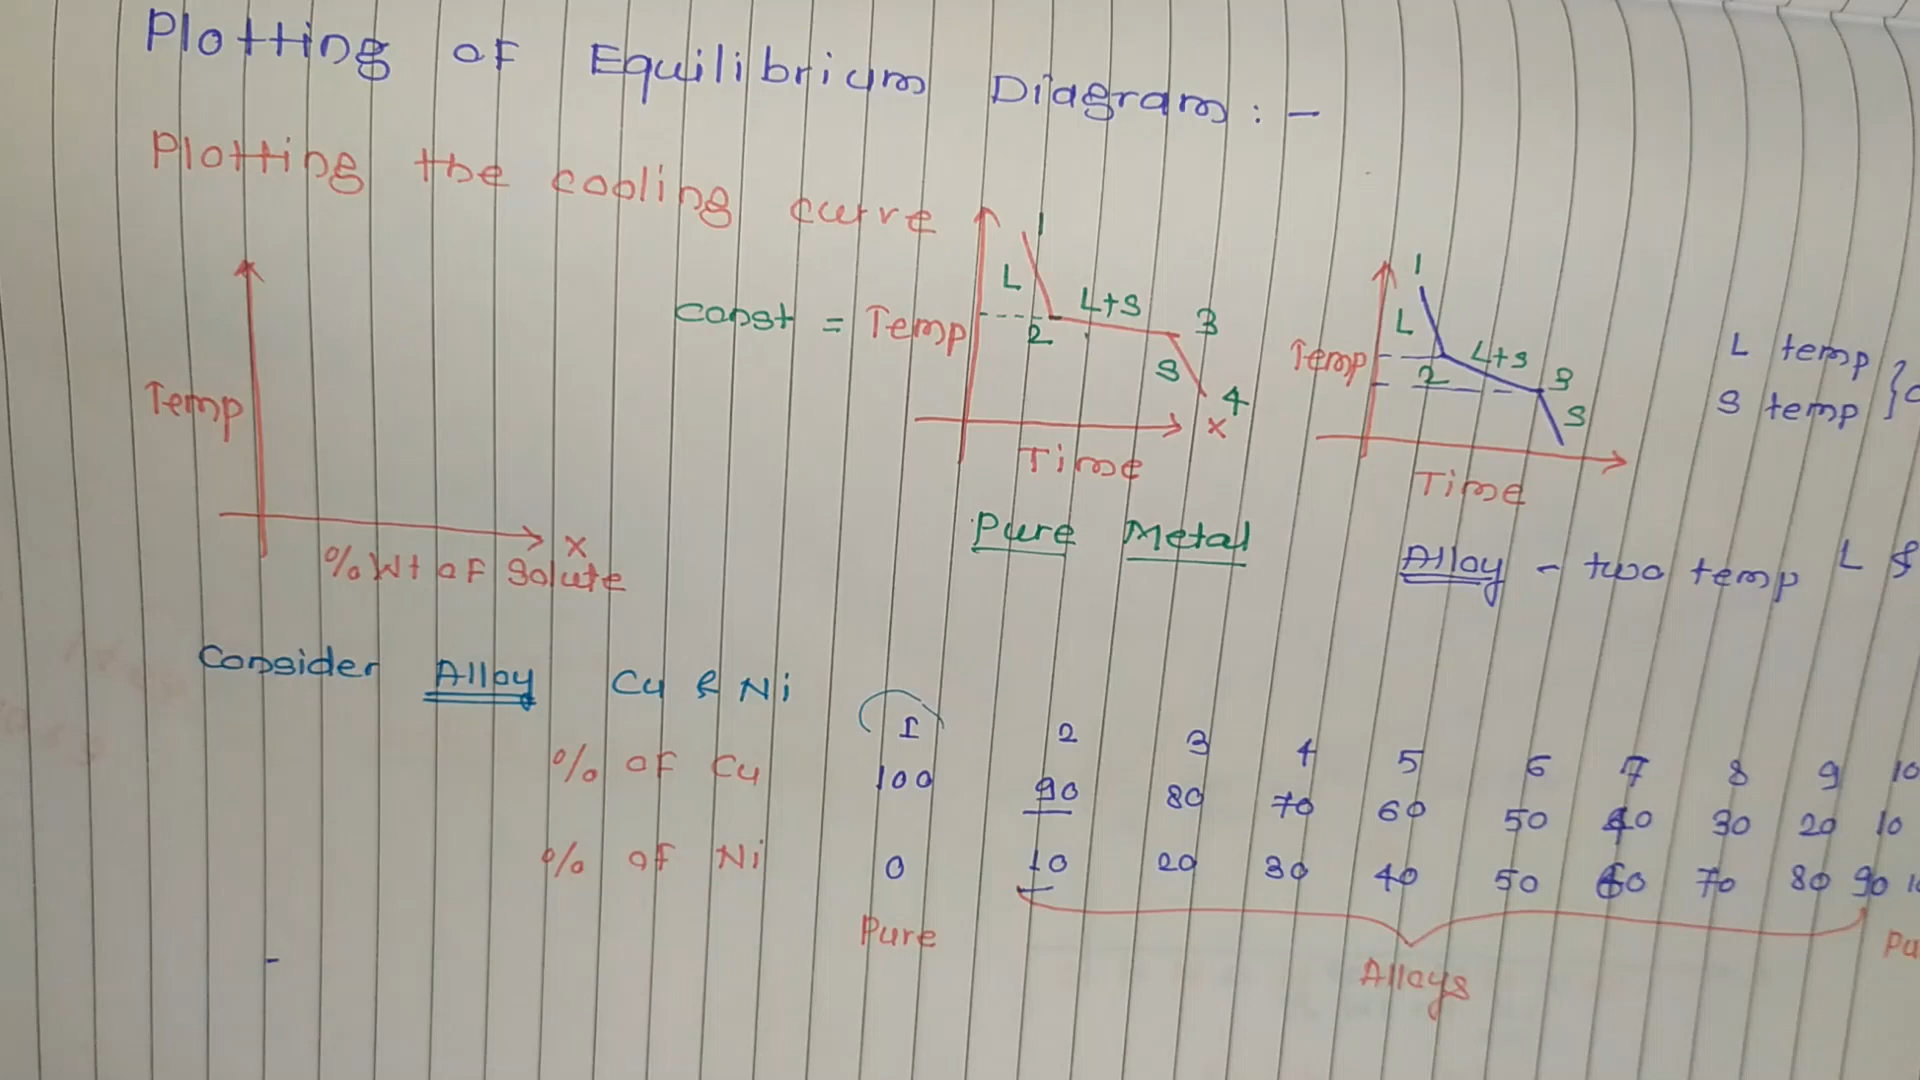 Plotting of Equilibrium Diagram : -
Plotting the cooling curve
Temp
% Wt of Solute
x
const = Temp
1
L
2
L+S
3
S
4
x
Time
Pure Metal
1
L
Temp
2
L+S
3
S
Time
L temp
S temp
Alloy - two temp L &
Consider Alloy Cu & Ni
I 2 3 4 5 6 7 8 9 10
% of Cu 100 90 80 70 60 50 40 30 20 10
% of Ni 0 10 20 30 40 50 60 70 80 90
Pure
Alloys